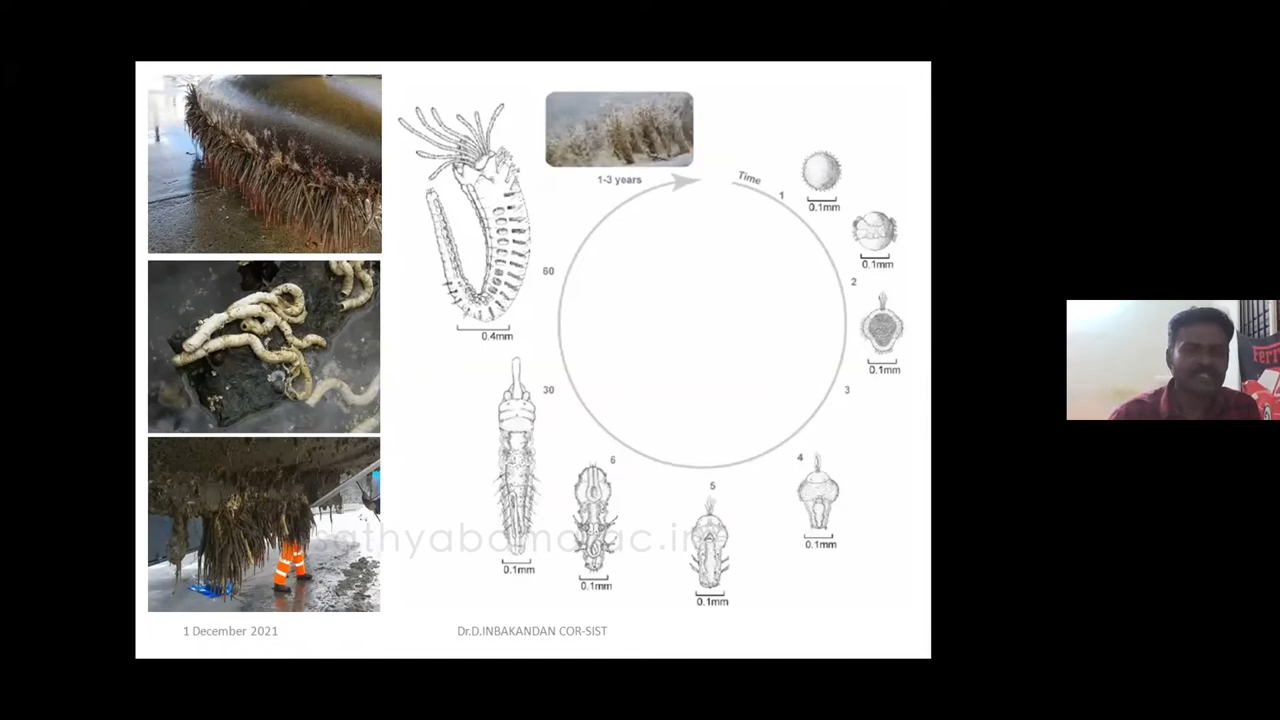 1-3 years
Time
1
0.1mm
0.1mm
2
0.1mm
3
4
0.1mm
5
0.1mm
6
0.1mm
30
0.1mm
60
0.4mm
1 December 2021
Dr.D.INBAKANDAN COR-SIST